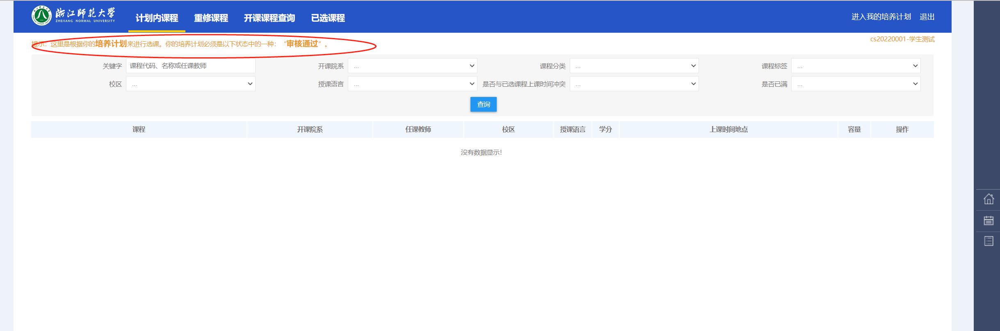 浙江師範大學
ZHEJIANG NORMAL UNIVERSITY
计划内课程 重修课程 开课课程查询 已选课程
进入我的培养计划 退出
提示：这里是根据你的培养计划来进行选课。你的培养计划必须是以下状态中的一种：“审核通过”。
cs20220001-学生测试
关键字 课程代码、名称或任课教师 开课院系 ... 课程分类 ... 课程标签 ...
校区 ... 授课语言 ... 是否与已选课程上课时间冲突 ... 是否已满 ...
查询
课程 开课院系 任课教师 校区 授课语言 学分 上课时间地点 容量 操作
没有数据显示！